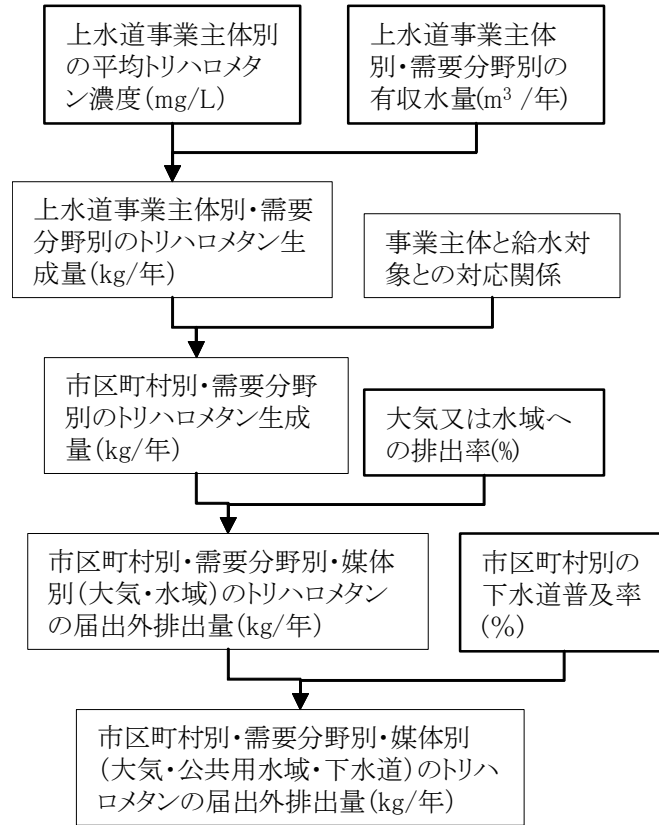 上水道事業主体別
の平均トリハロメタ
ン濃度(mg/L)
上水道事業主体
別・需要分野別の
有収水量(m³ /年)
上水道事業主体別・需要
分野別のトリハロメタン生
成量(kg/年)
事業主体と給水対
象との対応関係
市区町村別・需要分野
別のトリハロメタン生成
量(kg/年)
大気又は水域へ
の排出率(%)
市区町村別・需要分野別・媒体
別(大気・水域)のトリハロメタン
の届出外排出量(kg/年)
市区町村別の
下水道普及率
(%)
市区町村別・需要分野別・媒体別
(大気・公共用水域・下水道)のトリハ
ロメタンの届出外排出量(kg/年)